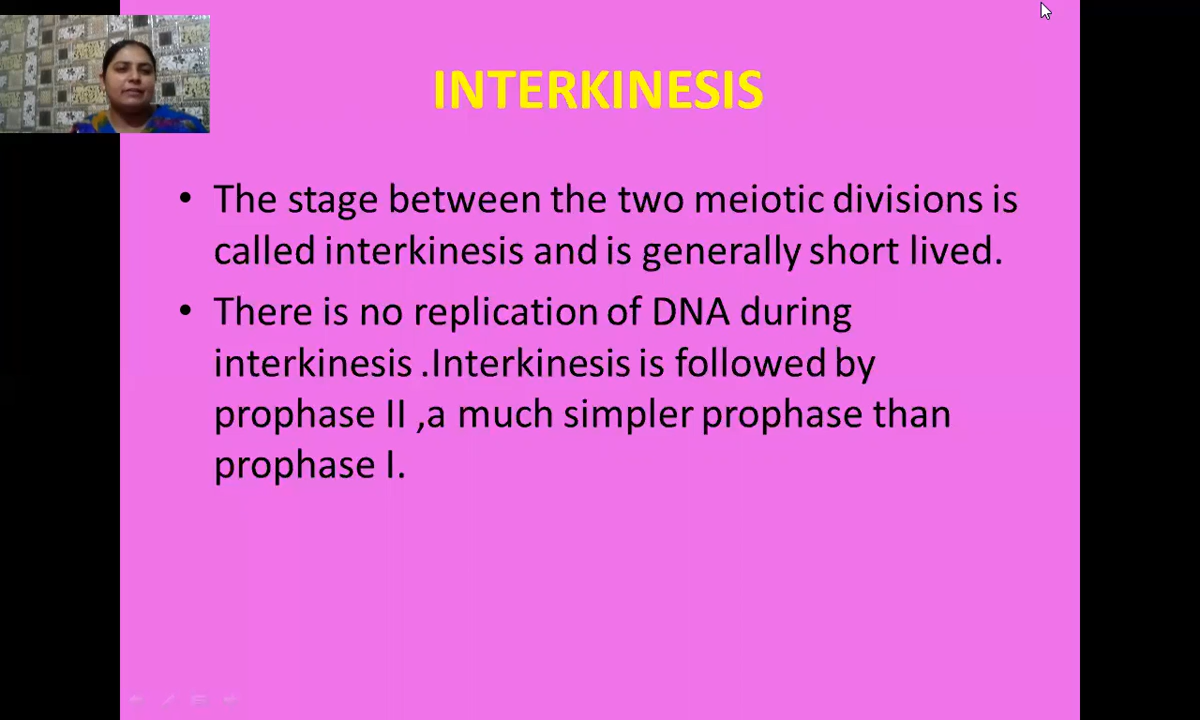 INTERKINESIS
• The stage between the two meiotic divisions is
called interkinesis and is generally short lived.
• There is no replication of DNA during
interkinesis .Interkinesis is followed by
prophase II ,a much simpler prophase than
prophase I.